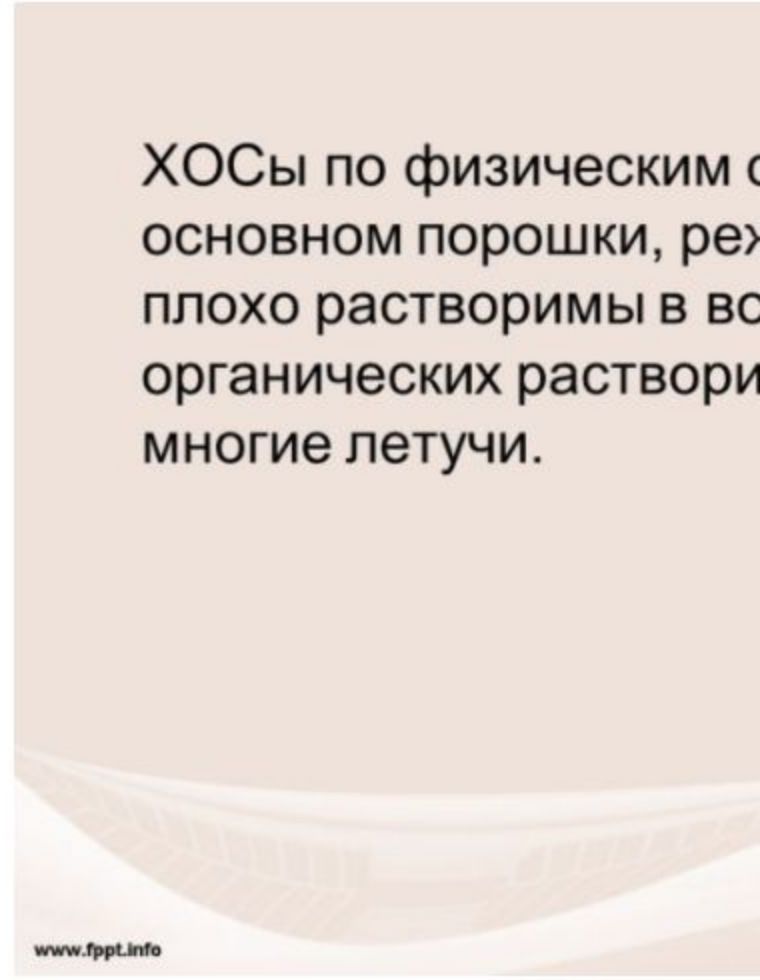 ХОСы по физическим
основном порошки,
плохо растворимы в
органических
многие летучи.
www.fppt.info